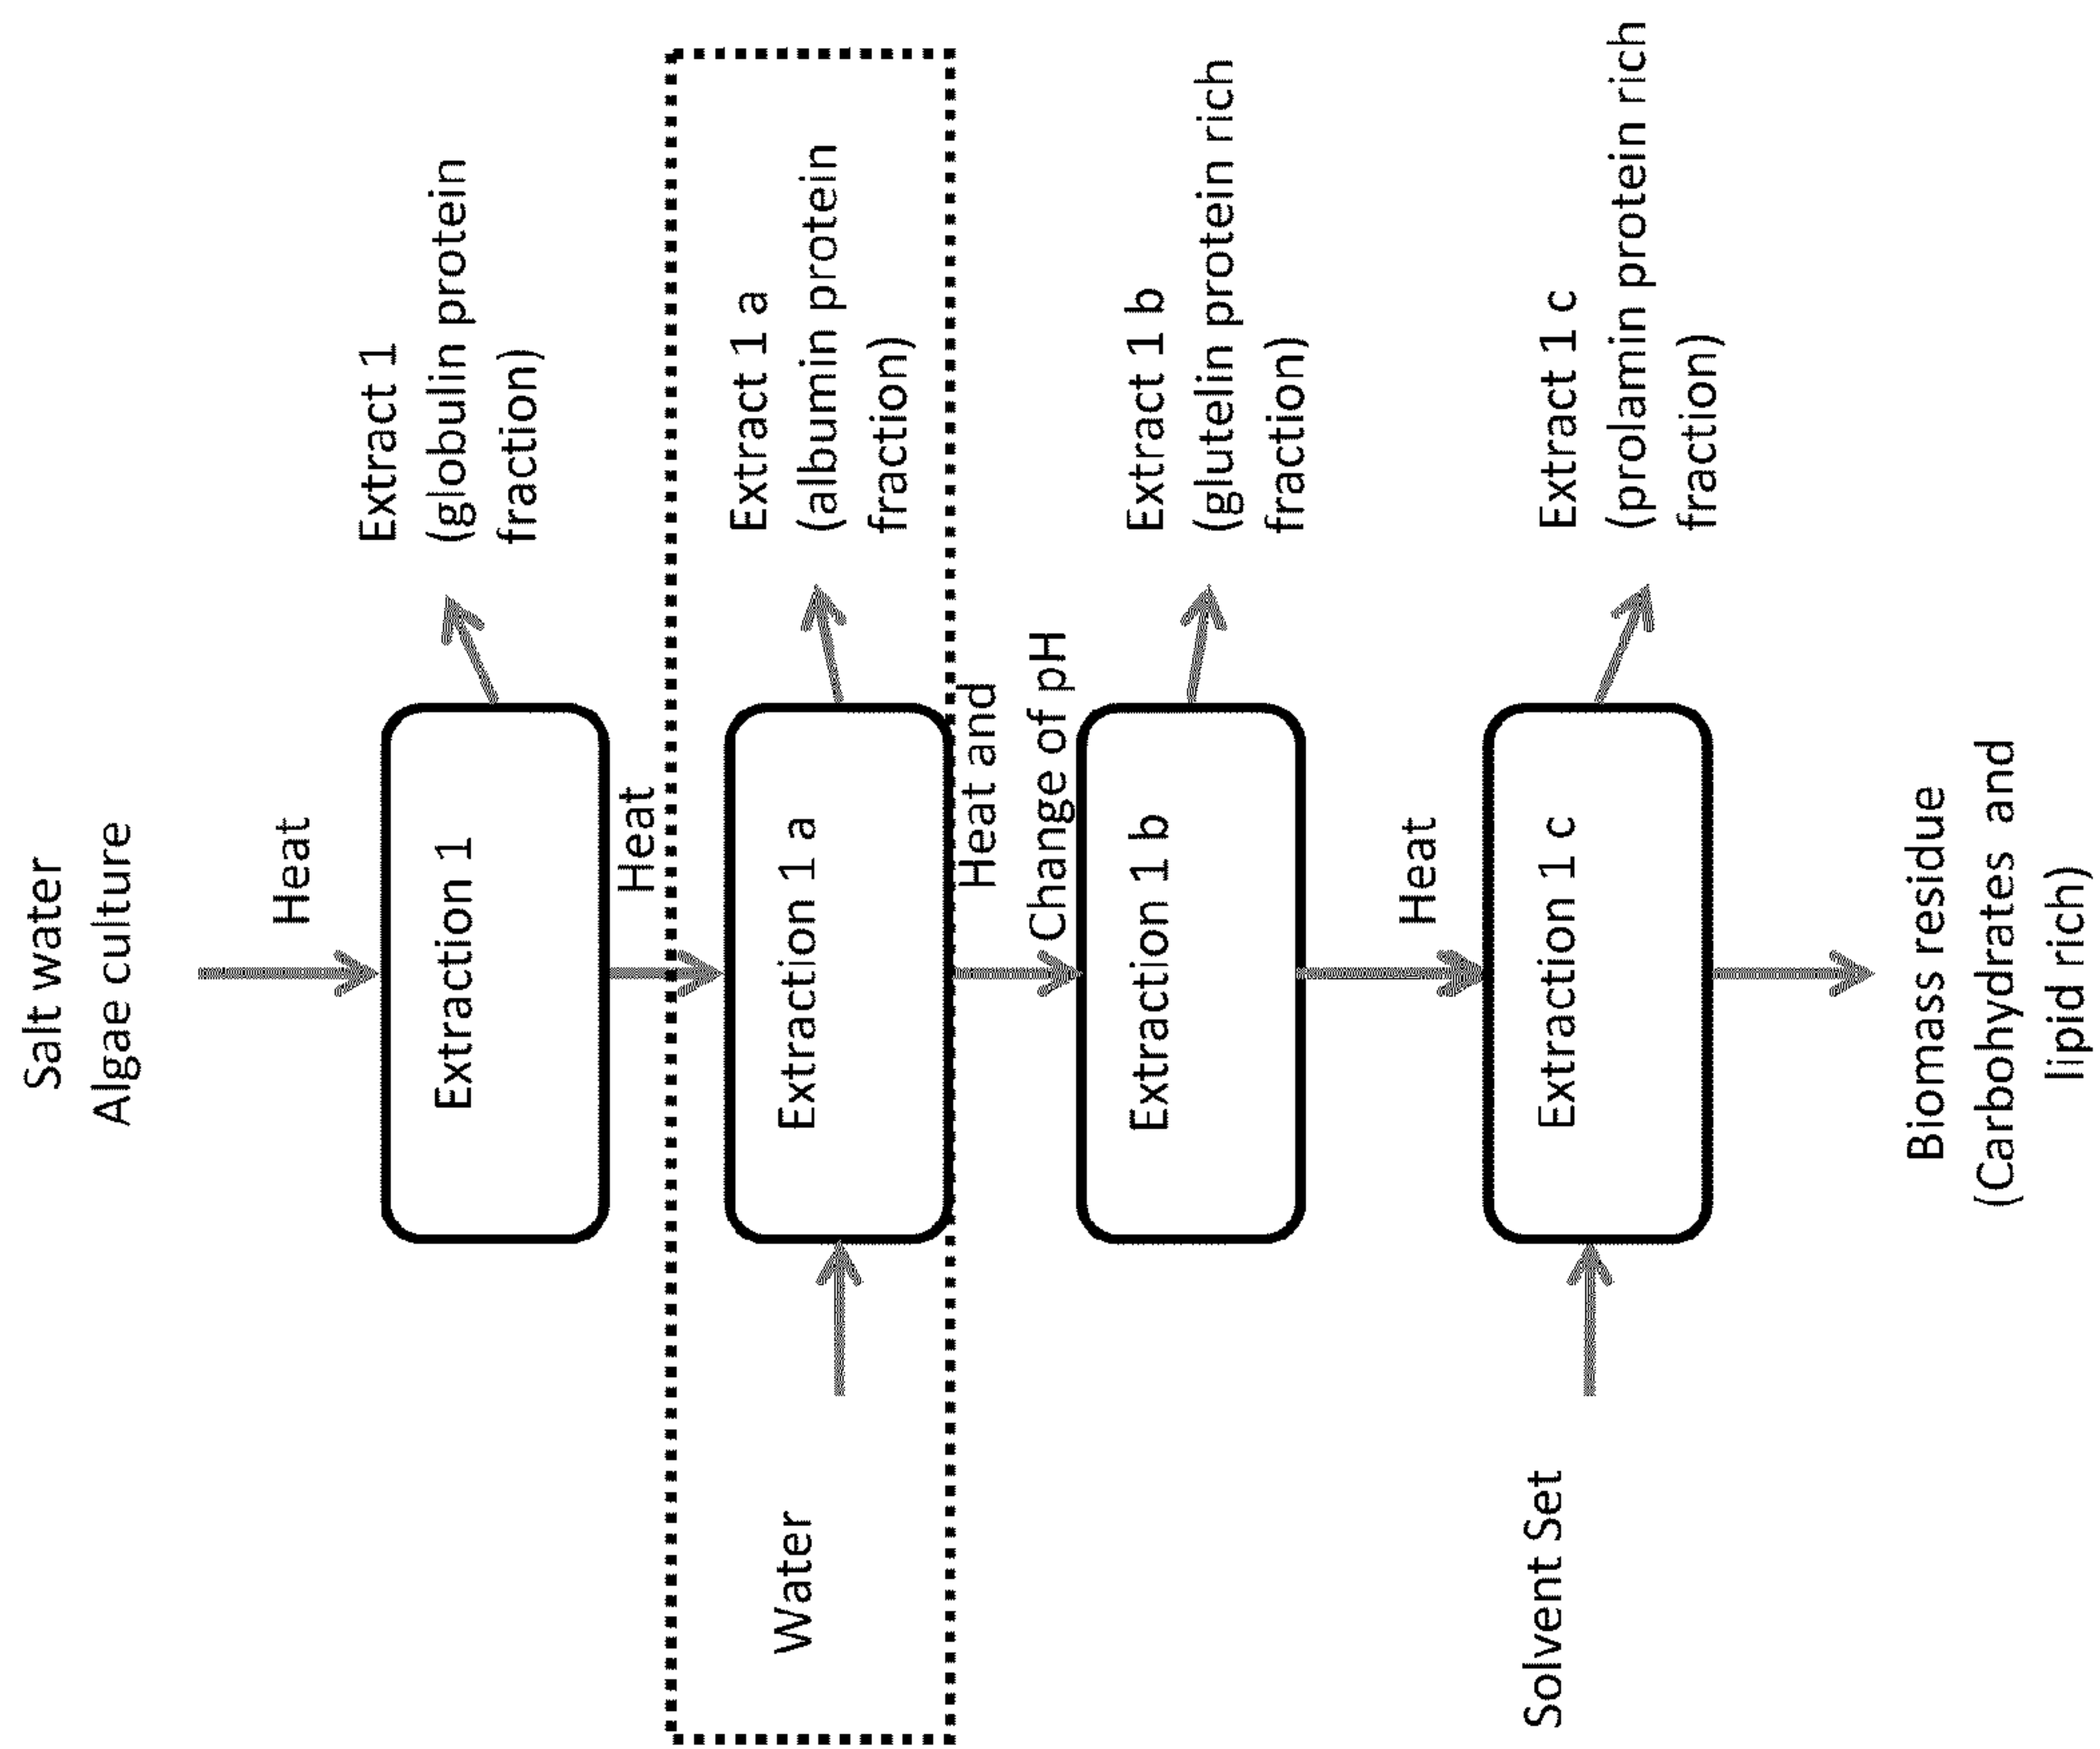 Salt water
Algae culture
Heat
Extraction 1
Extract 1
(globulin protein
fraction)
Heat
Water
Extraction 1 a
Extract 1 a
(albumin protein
fraction)
Heat and
Change of pH
Extraction 1 b
Extract 1 b
(glutelin protein rich
fraction)
Heat
Solvent Set
Extraction 1 c
Extract 1 c
(prolamin protein rich
fraction)
Biomass residue
(Carbohydrates and
lipid rich)